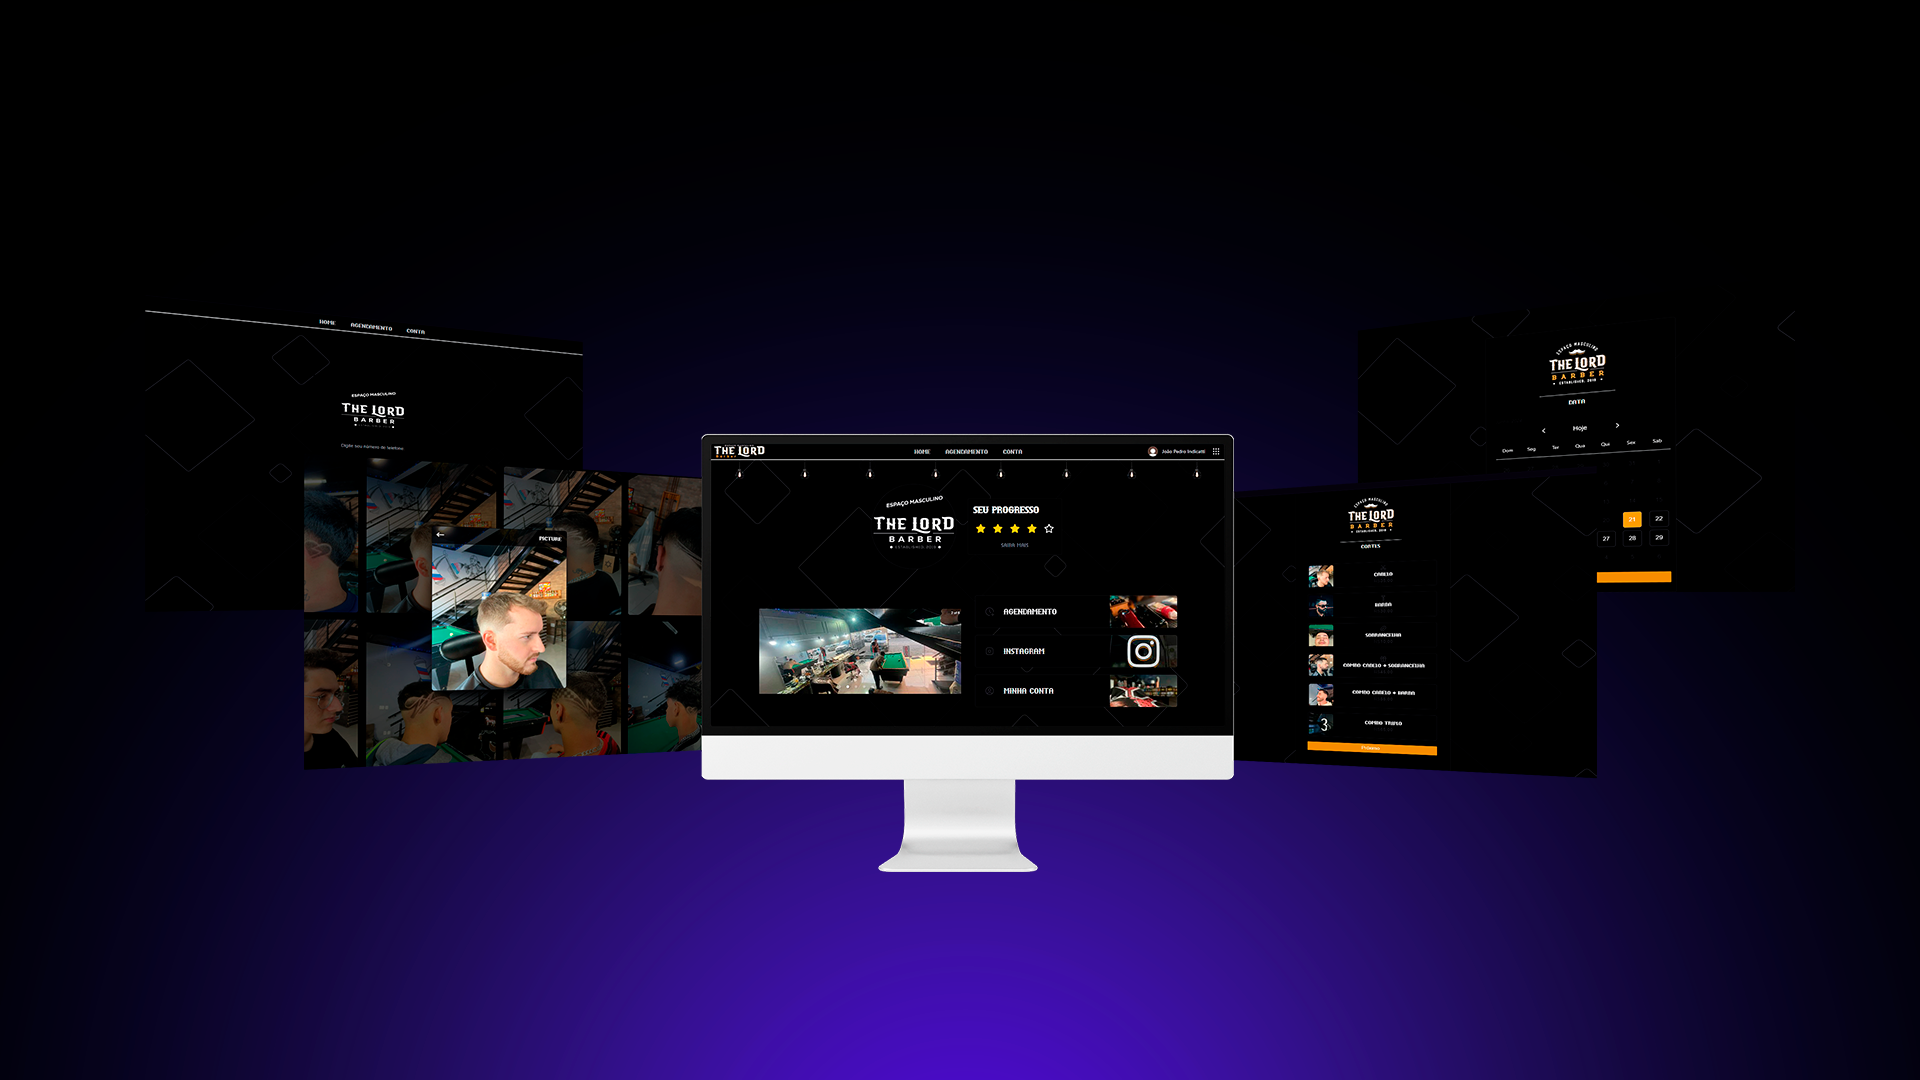 HOME AGENDAMENTO CONTA
ESPAÇO MASCULINO
THE LORD
BARBER
Digite seu número de telefone
PICTURE
THE LORD
Barber
HOME AGENDAMENTO CONTA
João Pedro Indicatti
ESPAÇO MASCULINO
THE LORD
BARBER
ESTABLISHED 2019
SEU PROGRESSO
SAIBA MAIS
AGENDAMENTO
INSTAGRAM
MINHA CONTA
ESPAÇO MASCULINO
THE LORD
BARBER
ESTABLISHED. 2019
CORTES
CABELO
BARBA
SOBRANCELHA
COMBO CABELO + SOBRANCELHA
COMBO CABELO + BARBA
3 COMBO TRIPLO
Próximo
ESPAÇO MASCULINO
THE LORD
BARBER
ESTABLISHED. 2019
DATA
< Hoje >
Dom Seg Ter Qua Qui Sex Sab
21 22
27 28 29